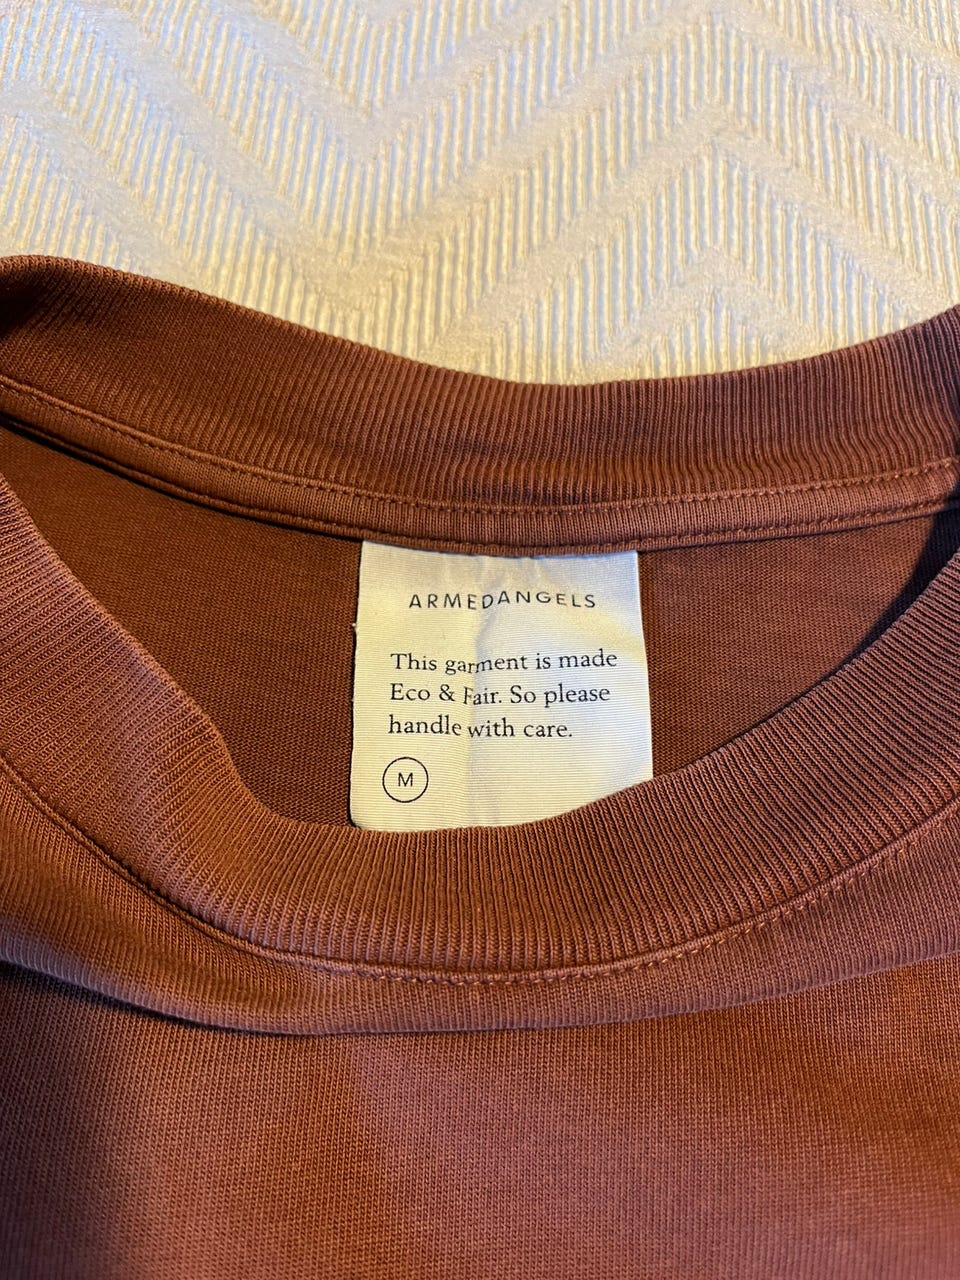 ARMEDANGELS
This garment is made
Eco & Fair. So please
handle with care.
M